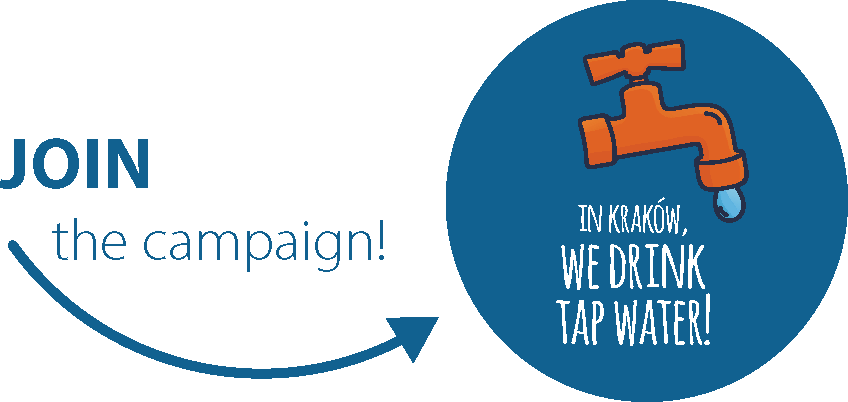 JOIN
the campaign!
IN KRAKÓW,
WE DRINK
TAP WATER!